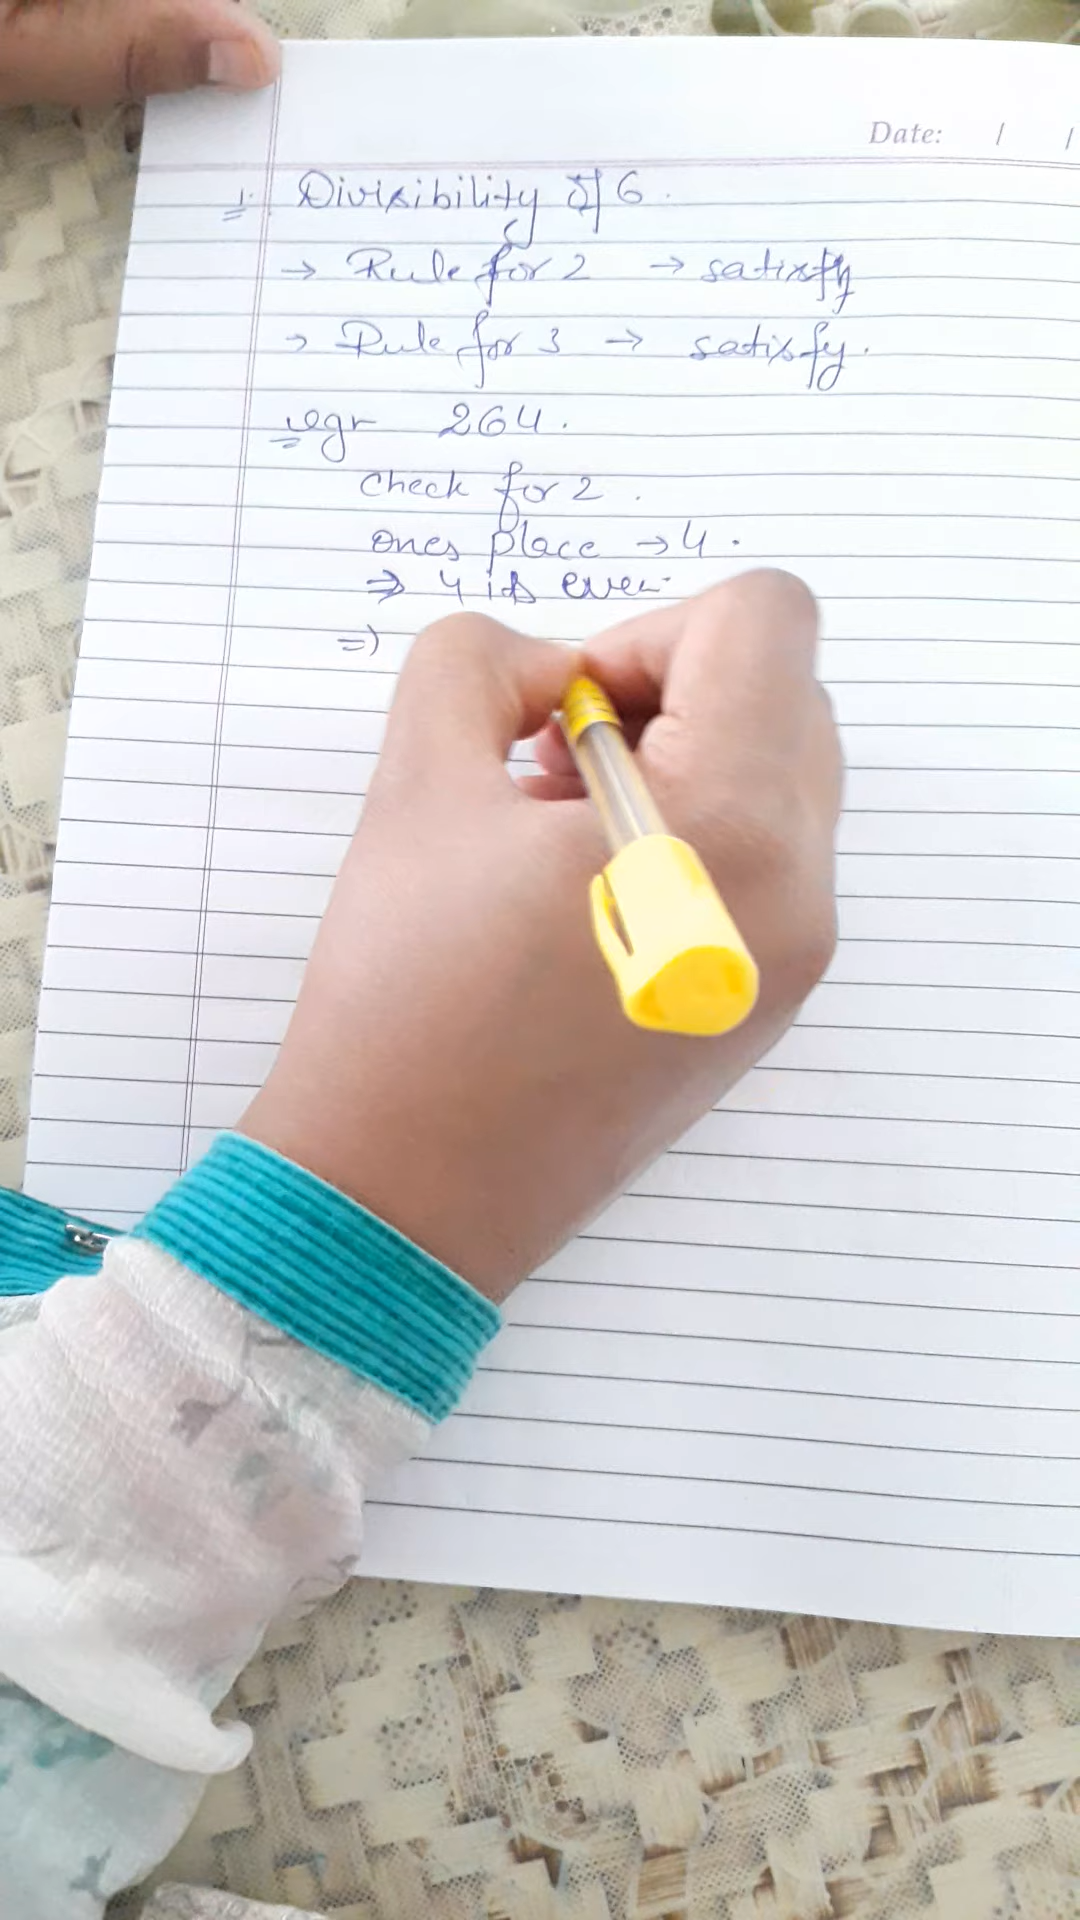 Date: / /
1. Divisibility of 6.
→ Rule for 2 → satisfy
→ Rule for 3 → satisfy.
eg:- 264.
check for 2.
ones place → 4.
⇒ 4 is even
⇒